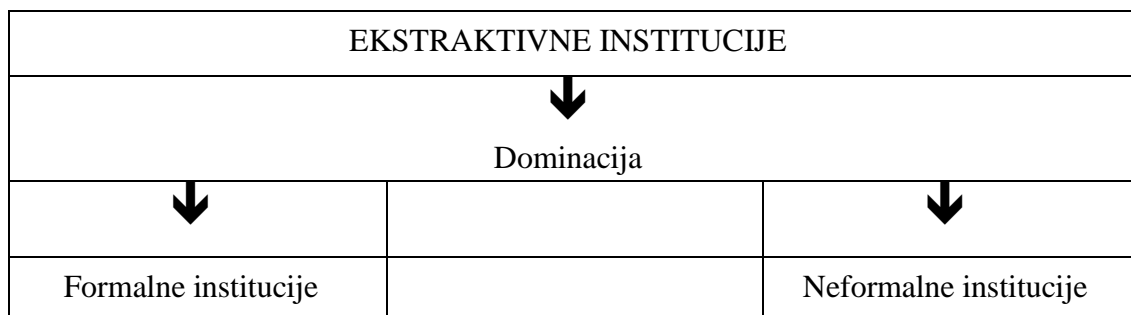 EKSTRAKTIVNE INSTITUCIJE
Dominacija
Formalne institucije
Neformalne institucije